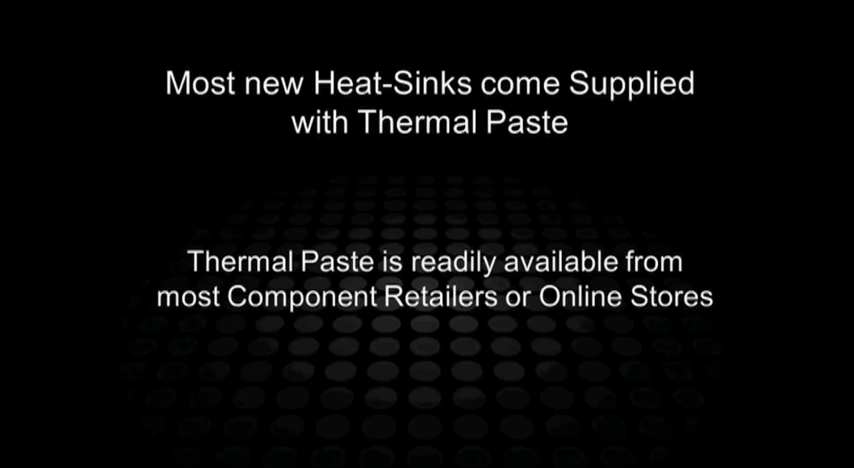 Most new Heat-Sinks come Supplied
with Thermal Paste
Thermal Paste is readily available from
most Component Retailers or Online Stores